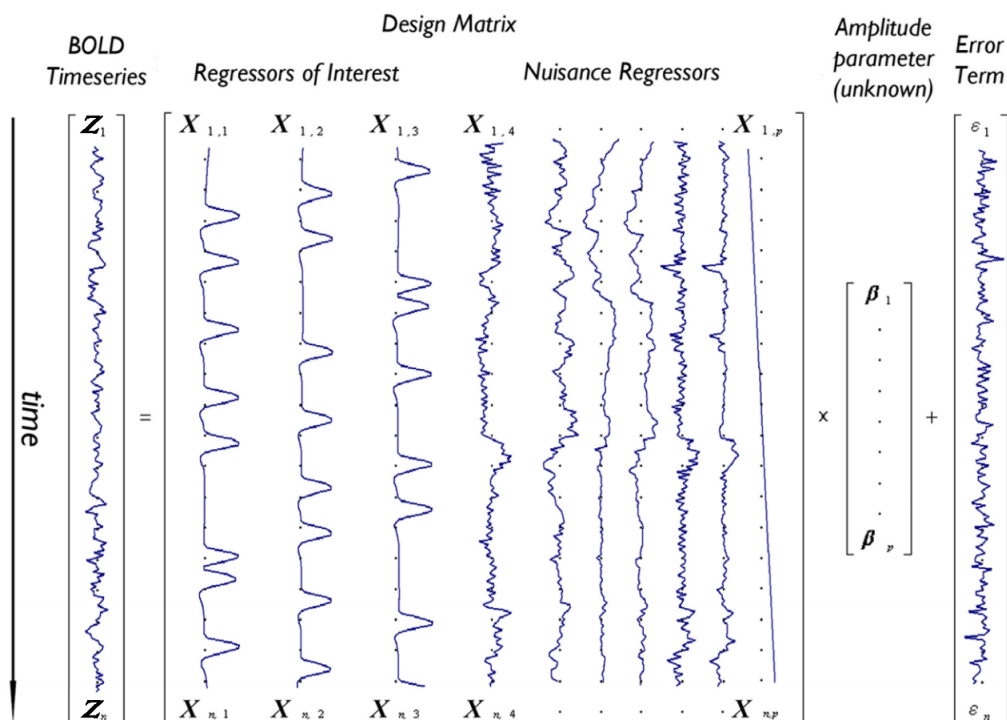 Design Matrix
BOLD
Timeseries
Regressors of Interest
Nuisance Regressors
Amplitude
parameter
(unknown)
Error
Term
Z1 X1,1 X1,2 X1,3 X1,4 . . . . X1,p ε1
time
=
x
β1
.
.
.
.
.
.
.
βp
+
Zn Xn,1 Xn,2 Xn,3 Xn,4 . . . . Xnp εn